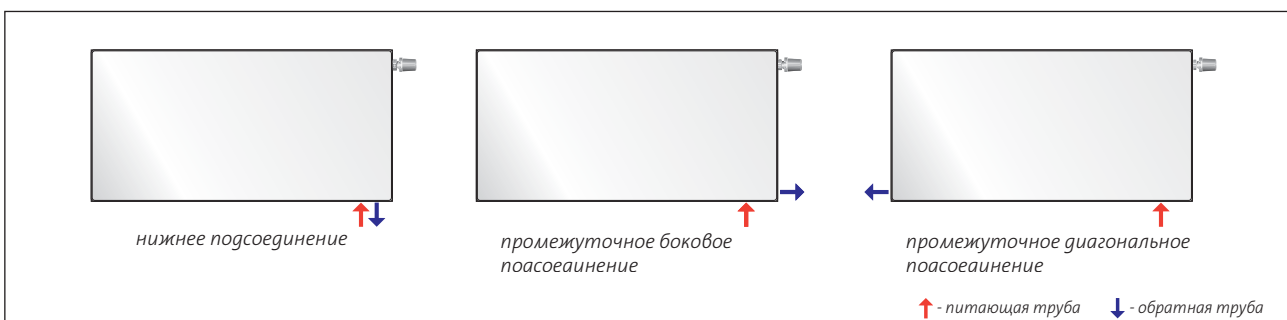 нижнее подсоединение
промежуточное боковое
поасоеаинение
промежуточное диагональное
поасоеаинение
- питающая труба
- обратная труба